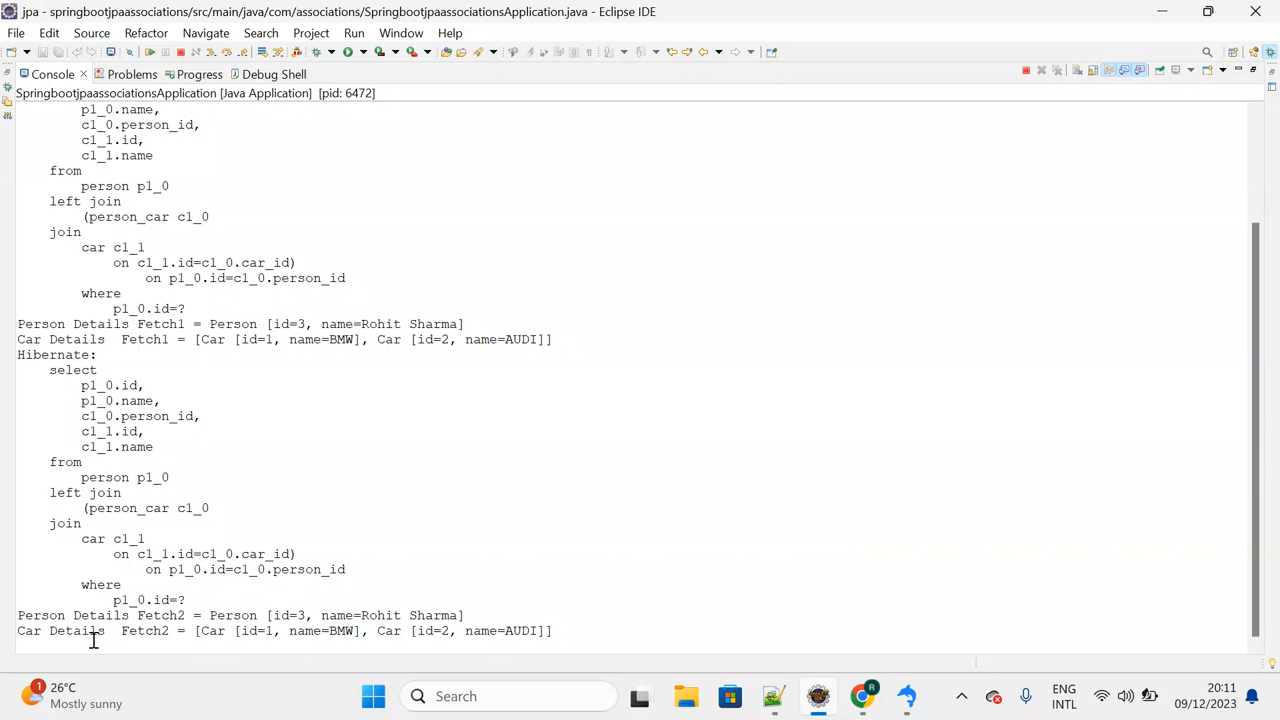 jpa - springbootjpaassociations/src/main/java/com/associations/SpringbootjpaassociationsApplication.java - Eclipse IDE
File Edit Source Refactor Navigate Search Project Run Window Help
Console Problems Progress Debug Shell
SpringbootjpaassociationsApplication [Java Application] [pid: 6472]
p1_0.name,
c1_0.person_id,
c1_1.id,
c1_1.name
from
person p1_0
left join
(person_car c1_0
join
car c1_1
on c1_1.id=c1_0.car_id)
on p1_0.id=c1_0.person_id
where
p1_0.id=?
Person Details Fetch1 = Person [id=3, name=Rohit Sharma]
Car Details  Fetch1 = [Car [id=1, name=BMW], Car [id=2, name=AUDI]]
Hibernate:
select
p1_0.id,
p1_0.name,
c1_0.person_id,
c1_1.id,
c1_1.name
from
person p1_0
left join
(person_car c1_0
join
car c1_1
on c1_1.id=c1_0.car_id)
on p1_0.id=c1_0.person_id
where
p1_0.id=?
Person Details Fetch2 = Person [id=3, name=Rohit Sharma]
Car Details  Fetch2 = [Car [id=1, name=BMW], Car [id=2, name=AUDI]]
1
26°C
Mostly sunny
Search
R
ENG
INTL
20:11
09/12/2023